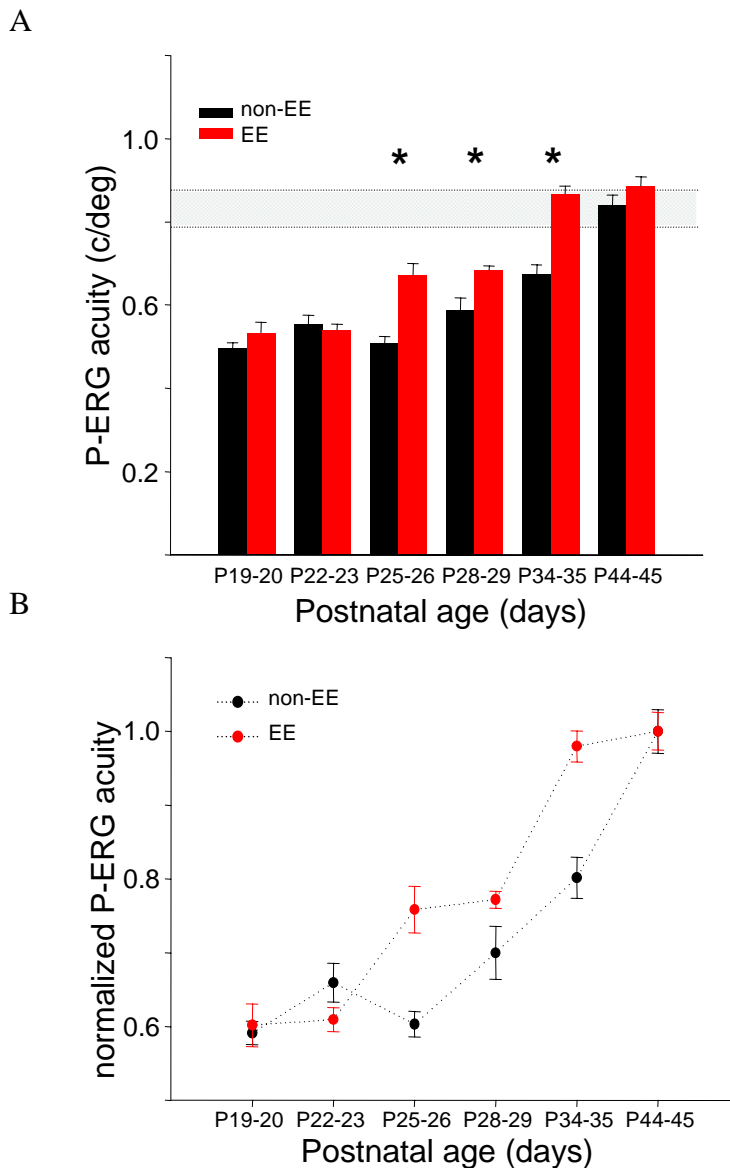 A
non-EE
EE
* * *
1.0
0.6
0.2
P-ERG acuity (c/deg)
P19-20 P22-23 P25-26 P28-29 P34-35 P44-45
Postnatal age (days)
B
non-EE
EE
1.0
0.8
0.6
normalized P-ERG acuity
P19-20 P22-23 P25-26 P28-29 P34-35 P44-45
Postnatal age (days)